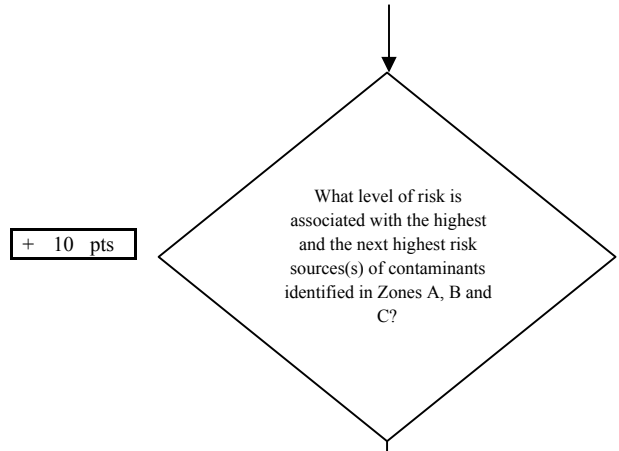 What level of risk is
associated with the highest
and the next highest risk
sources(s) of contaminants
identified in Zones A, B and
C?
+ 10 pts